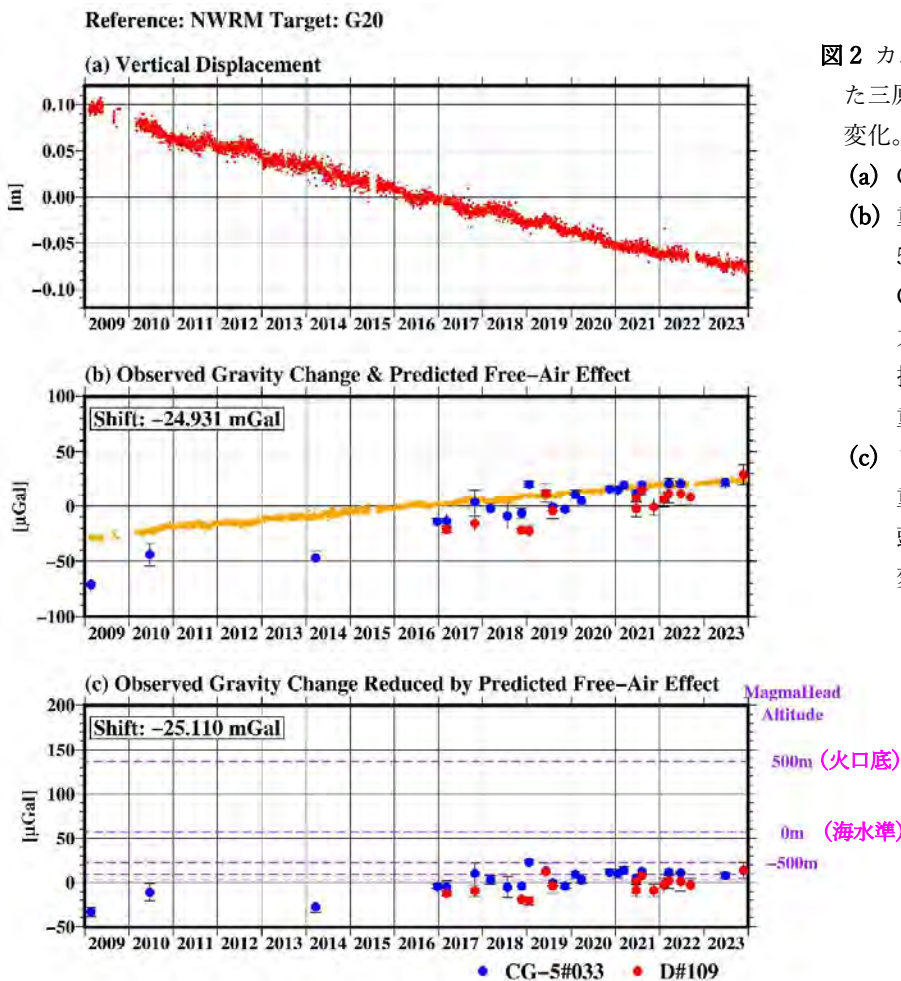 Reference: NWRM Target: G20
(a) Vertical Displacement
0.10
0.05
0.00
−0.05
−0.10
[m]
2009 2010 2011 2012 2013 2014 2015 2016 2017 2018 2019 2020 2021 2022 2023
(b) Observed Gravity Change & Predicted Free−Air Effect
Shift: −24.931 mGal
100
50
0
−50
−100
[μGal]
2009 2010 2011 2012 2013 2014 2015 2016 2017 2018 2019 2020 2021 2022 2023
(c) Observed Gravity Change Reduced by Predicted Free−Air Effect
Shift: −25.110 mGal
200
150
100
50
0
−50
[μGal]
MagmaHead
Altitude
500m (火口底)
0m (海水準)
−500m
2009 2010 2011 2012 2013 2014 2015 2016 2017 2018 2019 2020 2021 2022 2023
CG−5#033 D#109
図2
た三原
変化。
(a)
(b)
5
(c)